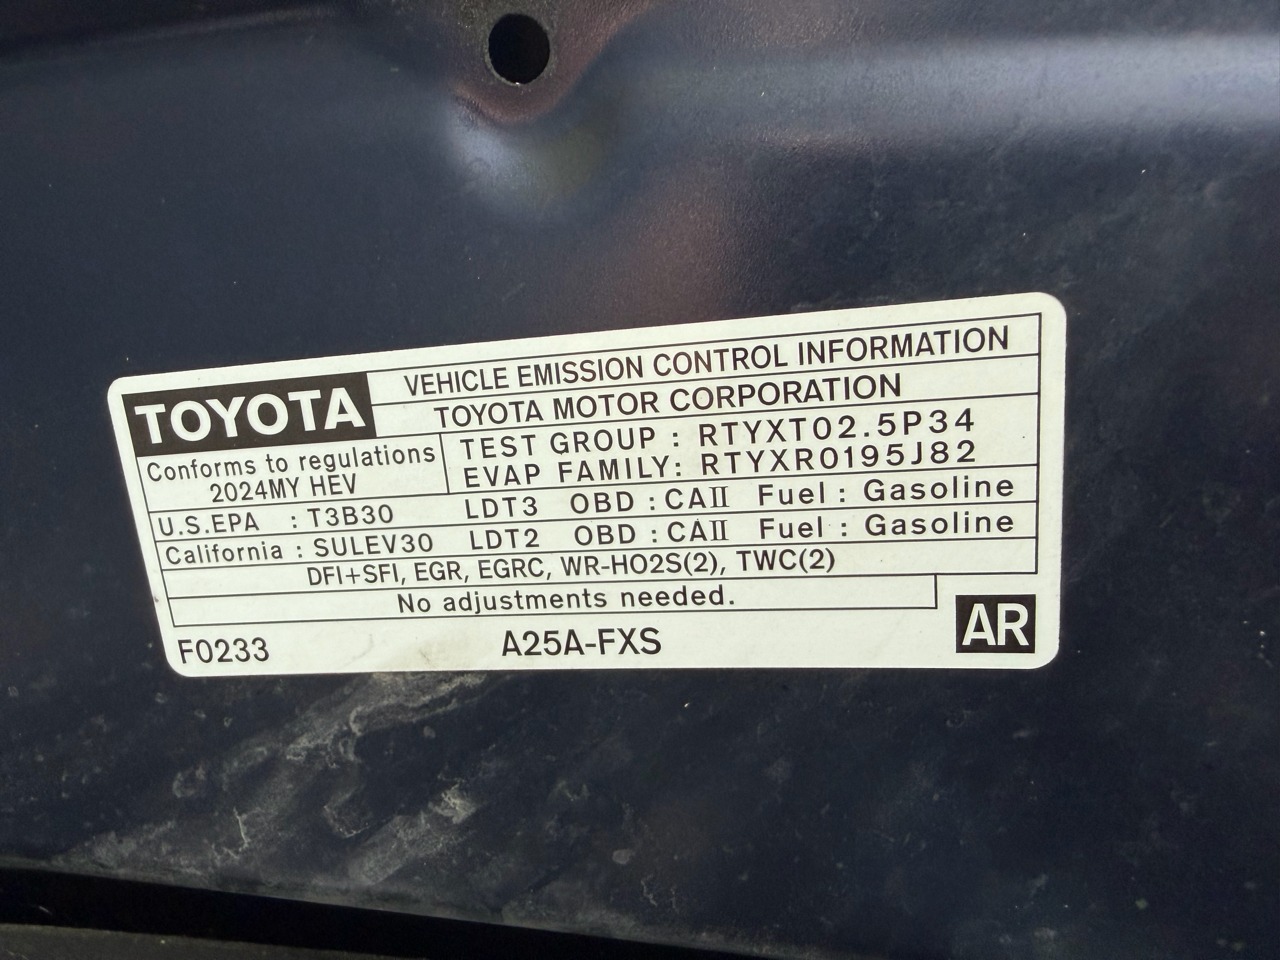 TOYOTA VEHICLE EMISSION CONTROL INFORMATION
TOYOTA MOTOR CORPORATION
Conforms to regulations
2024MY HEV
TEST GROUP : RTYXT02.5P34
EVAP FAMILY: RTYXR0195J82
U.S.EPA : T3B30 LDT3 OBD : CAII Fuel : Gasoline
California : SULEV30 LDT2 OBD : CAII Fuel : Gasoline
DFI+SFI, EGR, EGRC, WR-HO2S(2), TWC(2)
No adjustments needed.
F0233 A25A-FXS AR